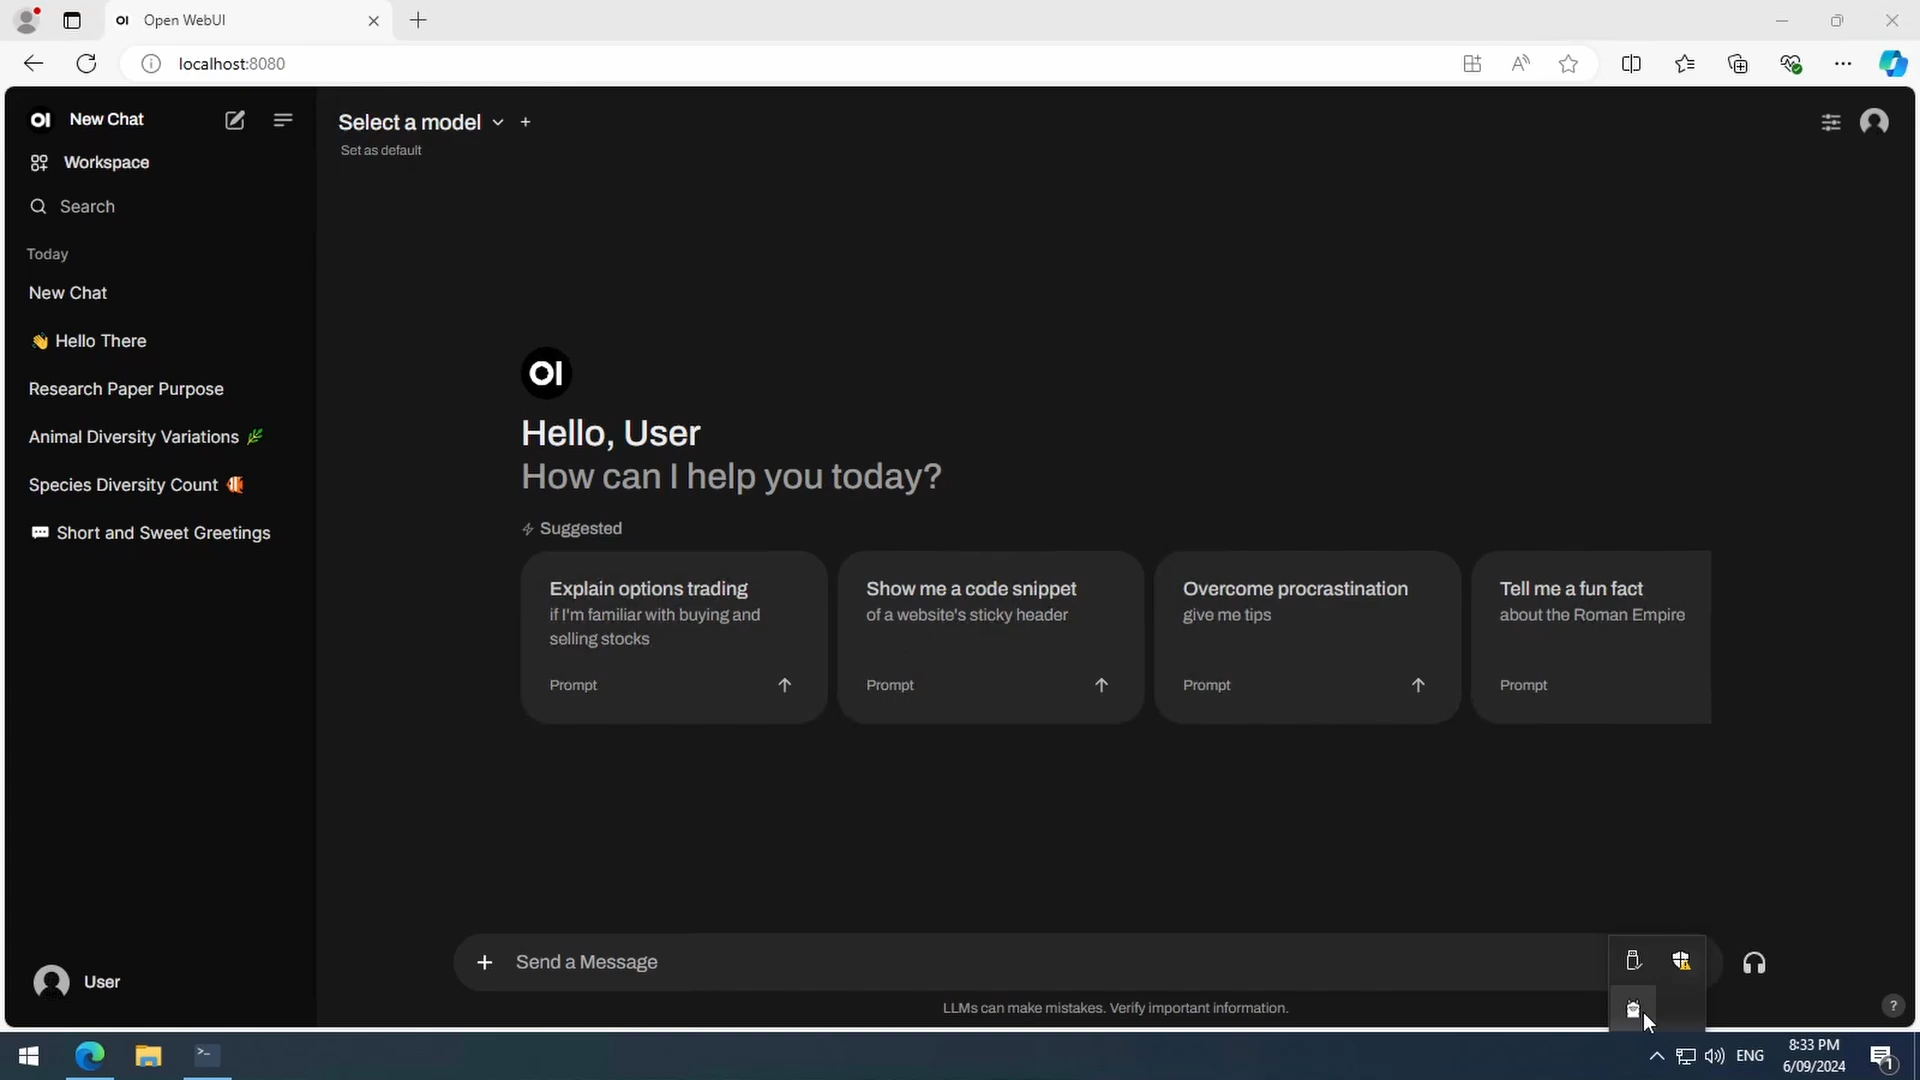 OI Open WebUI
localhost:8080
OI New Chat
Workspace
Search
Today
New Chat
👋 Hello There
Research Paper Purpose
Animal Diversity Variations 🌿
Species Diversity Count 🐠
💬 Short and Sweet Greetings
User
Select a model
Set as default
OI
Hello, User
How can I help you today?
Suggested
Explain options trading
if I'm familiar with buying and
selling stocks
Prompt
Show me a code snippet
of a website's sticky header
Prompt
Overcome procrastination
give me tips
Prompt
Tell me a fun fact
about the Roman Empire
Prompt
Send a Message
LLMs can make mistakes. Verify important information.
?
ENG
8:33 PM
6/09/2024
1